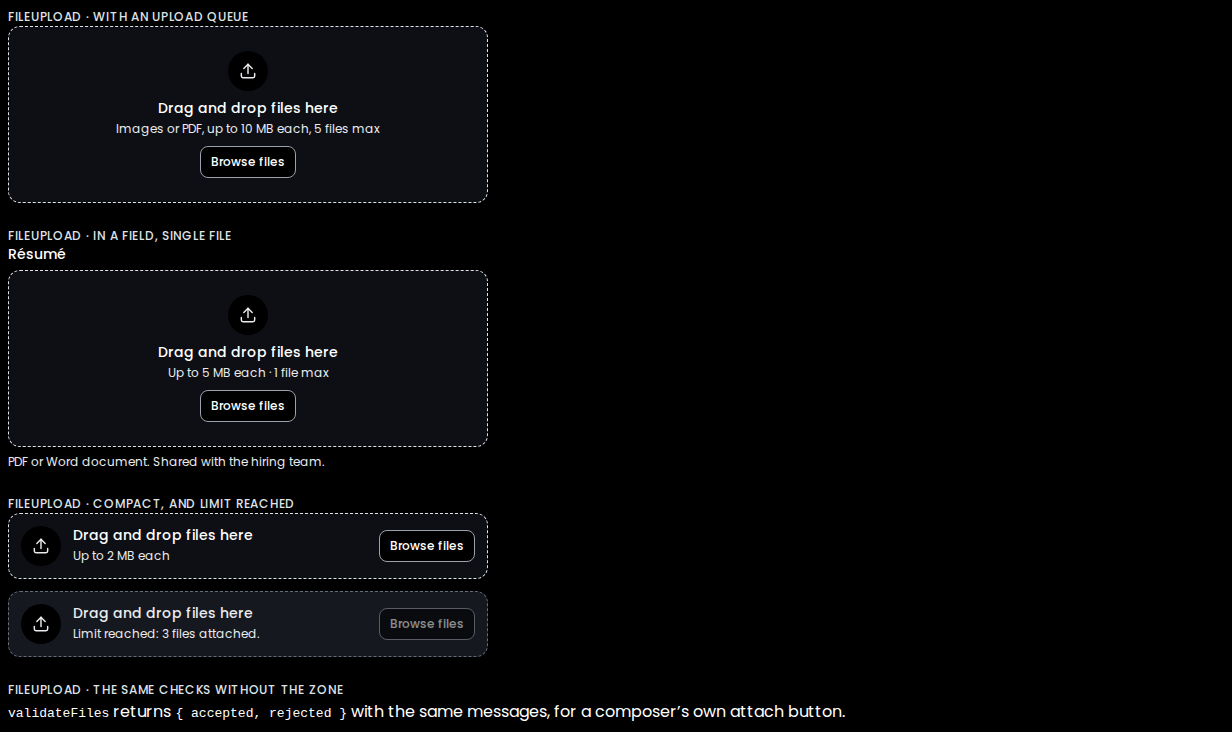 FILEUPLOAD · WITH AN UPLOAD QUEUE
Drag and drop files here
Images or PDF, up to 10 MB each, 5 files max
Browse files
FILEUPLOAD · IN A FIELD, SINGLE FILE
Résumé
Drag and drop files here
Up to 5 MB each · 1 file max
Browse files
PDF or Word document. Shared with the hiring team.
FILEUPLOAD · COMPACT, AND LIMIT REACHED
Drag and drop files here
Up to 2 MB each
Browse files
Drag and drop files here
Limit reached: 3 files attached.
Browse files
FILEUPLOAD · THE SAME CHECKS WITHOUT THE ZONE
validateFiles returns { accepted, rejected } with the same messages, for a composer’s own attach button.